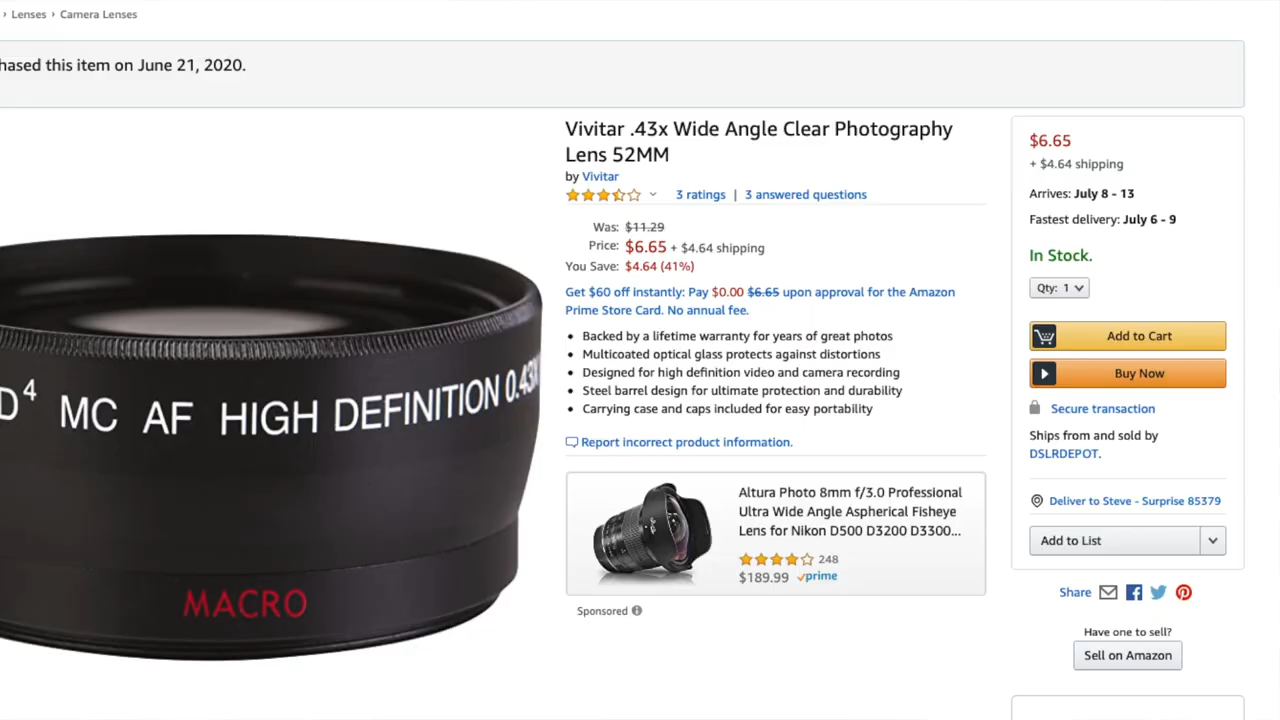 › Lenses › Camera Lenses
hased this item on June 21, 2020.
Vivitar .43x Wide Angle Clear Photography
Lens 52MM
by Vivitar
3 ratings | 3 answered questions
Was: $11.29
Price: $6.65 + $4.64 shipping
You Save: $4.64 (41%)
Get $60 off instantly: Pay $0.00 $6.65 upon approval for the Amazon
Prime Store Card. No annual fee.
• Backed by a lifetime warranty for years of great photos
• Multicoated optical glass protects against distortions
• Designed for high definition video and camera recording
• Steel barrel design for ultimate protection and durability
• Carrying case and caps included for easy portability
Report incorrect product information.
Altura Photo 8mm f/3.0 Professional
Ultra Wide Angle Aspherical Fisheye
Lens for Nikon D500 D3200 D3300...
248
$189.99 prime
Sponsored
D4 MC AF HIGH DEFINITION 0.43X
MACRO
$6.65
+ $4.64 shipping
Arrives: July 8 - 13
Fastest delivery: July 6 - 9
In Stock.
Qty: 1
Add to Cart
Buy Now
Secure transaction
Ships from and sold by
DSLRDEPOT.
Deliver to Steve - Surprise 85379
Add to List
Share
Have one to sell?
Sell on Amazon